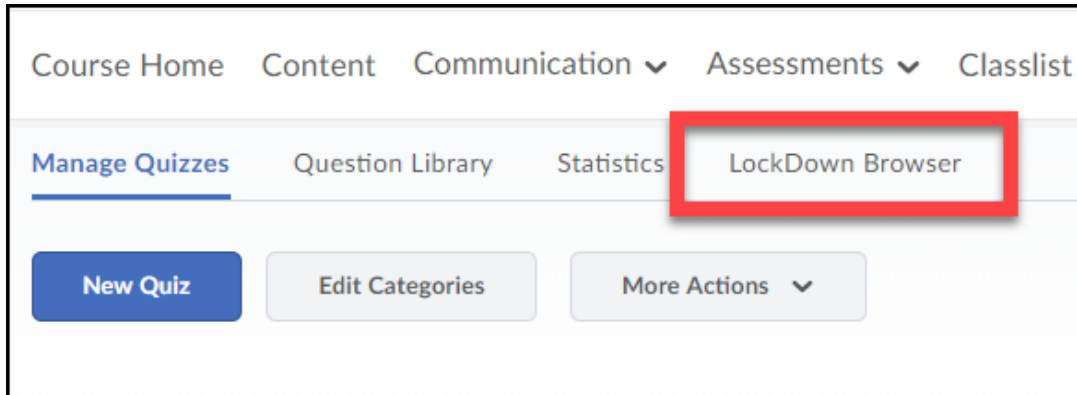 Course Home Content Communication Assessments Classlist
Manage Quizzes Question Library Statistics LockDown Browser
New Quiz Edit Categories More Actions